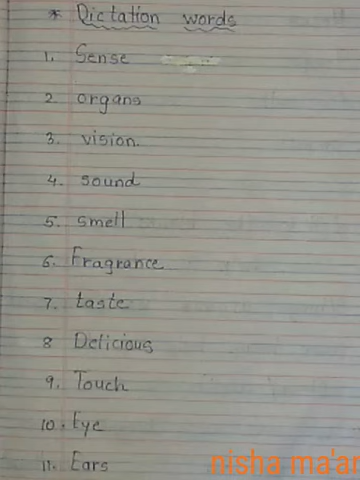 * Dictation words
1. Sense
2 organs
3. vision.
4. sound
5. smell
6. Fragrance
7. taste
8 Delicious
9. Touch
10. Eye
11. Ears
nisha ma'am